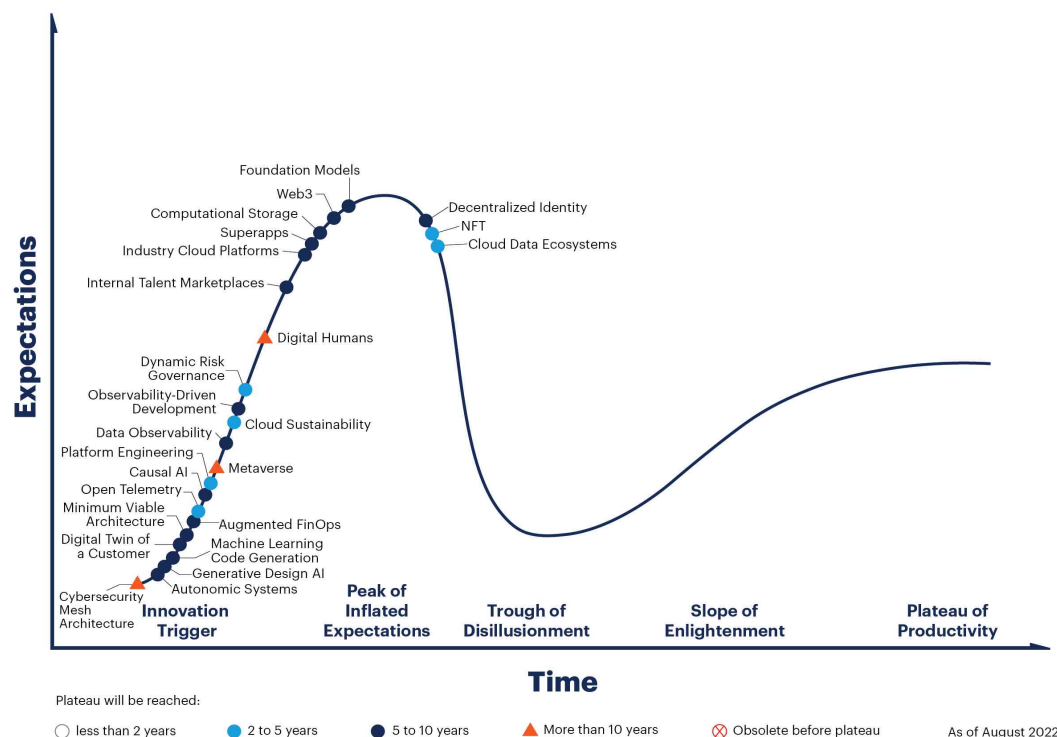 Foundation Models
Web3
Computational Storage
Superapps
Industry Cloud Platforms
Decentralized Identity
NFT
Cloud Data Ecosystems
Internal Talent Marketplaces
Digital Humans
Dynamic Risk
Governance
Observability-Driven
Development
Cloud Sustainability
Data Observability
Platform Engineering
Metaverse
Causal AI
Open Telemetry
Minimum Viable
Architecture
Augmented FinOps
Digital Twin of
a Customer
Machine Learning
Code Generation
Generative Design AI
Autonomic Systems
Cybersecurity
Mesh
Architecture
Expectations
Innovation
Trigger
Peak of
Inflated
Expectations
Trough of
Disillusionment
Slope of
Enlightenment
Plateau of
Productivity
Time
Plateau will be reached:
less than 2 years
2 to 5 years
5 to 10 years
More than 10 years
Obsolete before plateau
As of August 2022